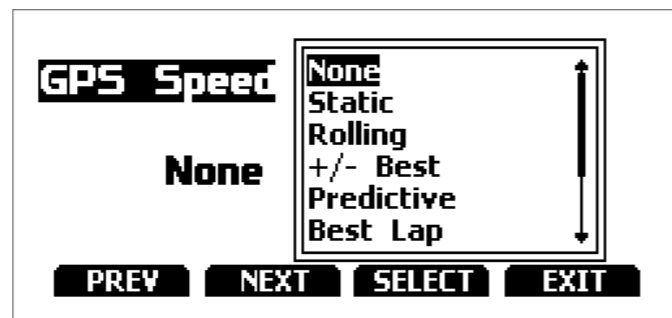 GPS Speed
None
None
Static
Rolling
+/- Best
Predictive
Best Lap
PREV NEXT SELECT EXIT